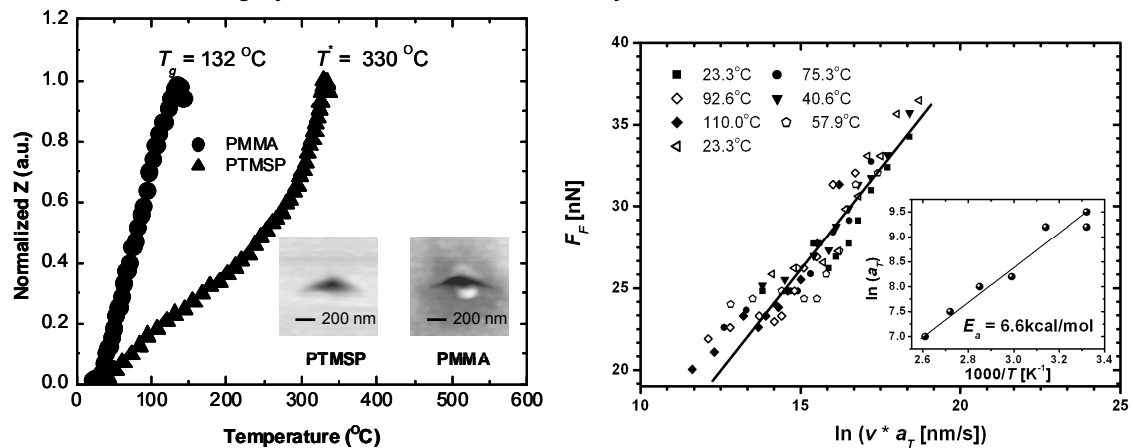 T_g = 132 °C
T* = 330 °C
1.2
1.0
0.8
0.6
0.4
0.2
0.0
Normalized Z (a.u.)
PMMA
PTMSP
200 nm
200 nm
PTMSP
PMMA
0
100
200
300
400
500
600
Temperature (°C)
40
35
30
25
20
F_F [nN]
23.3°C
75.3°C
92.6°C
40.6°C
110.0°C
57.9°C
23.3°C
9.5
9.0
8.5
8.0
7.5
7.0
ln (a_T)
E_a = 6.6kcal/mol
2.6
2.8
3.0
3.2
3.4
1000/T [K⁻¹]
10
15
20
25
ln (v * a_T [nm/s])